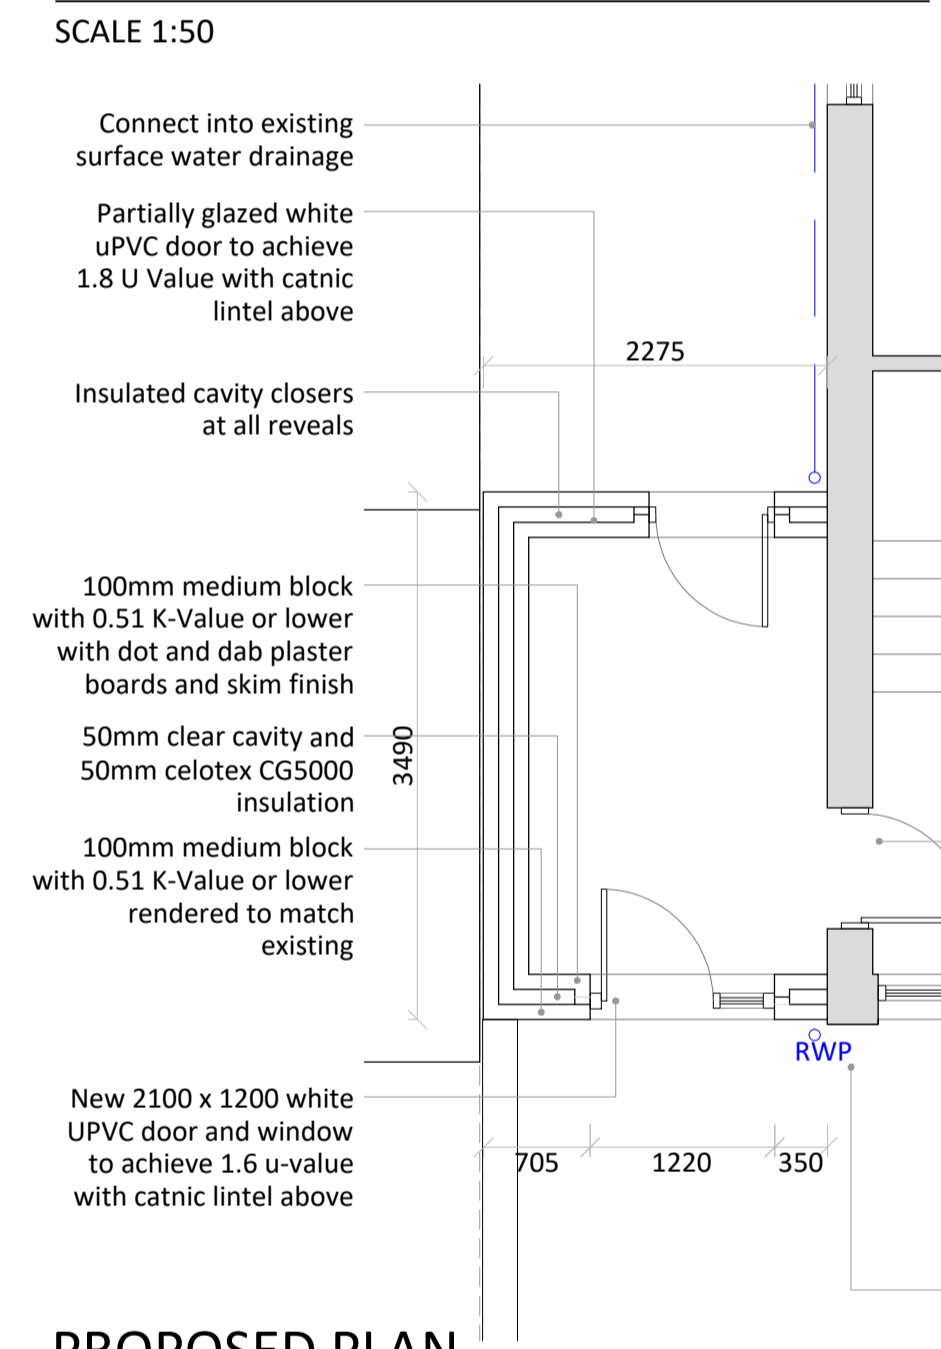 SCALE 1:50
Connect into existing
surface water drainage
Partially glazed white
uPVC door to achieve
1.8 U Value with catnic
lintel above
2275
Insulated cavity closers
at all reveals
100mm medium block
with 0.51 K-Value or lower
with dot and dab plaster
boards and skim finish
50mm clear cavity and
50mm celotex CG5000
insulation
3490
100mm medium block
with 0.51 K-Value or lower
rendered to match
existing
RWP
New 2100 x 1200 white
UPVC door and window
to achieve 1.6 u-value
with catnic lintel above
705
1220
350
PROPOSED PLAN